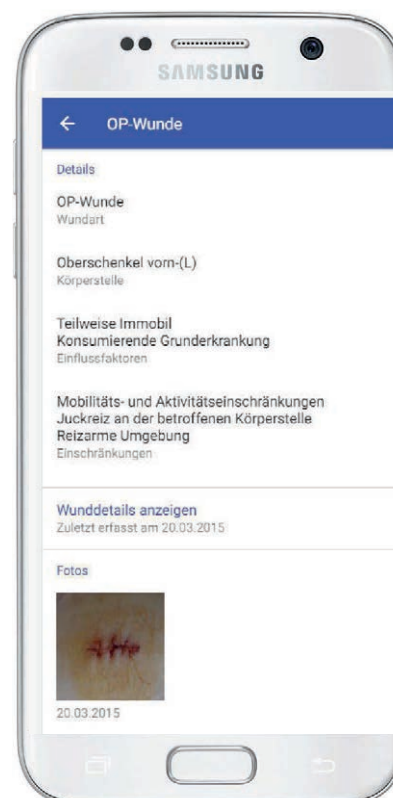 SAMSUNG
OP-Wunde
Details
OP-Wunde
Wundart
Oberschenkel vorn-(L)
Körperstelle
Teilweise Immobil
Konsumierende Grunderkrankung
Einflussfaktoren
Mobilitäts- und Aktivitätseinschränkungen
Juckreiz an der betroffenen Körperstelle
Reizarme Umgebung
Einschränkungen
Wunddetails anzeigen
Zuletzt erfasst am 20.03.2015
Fotos
20.03.2015